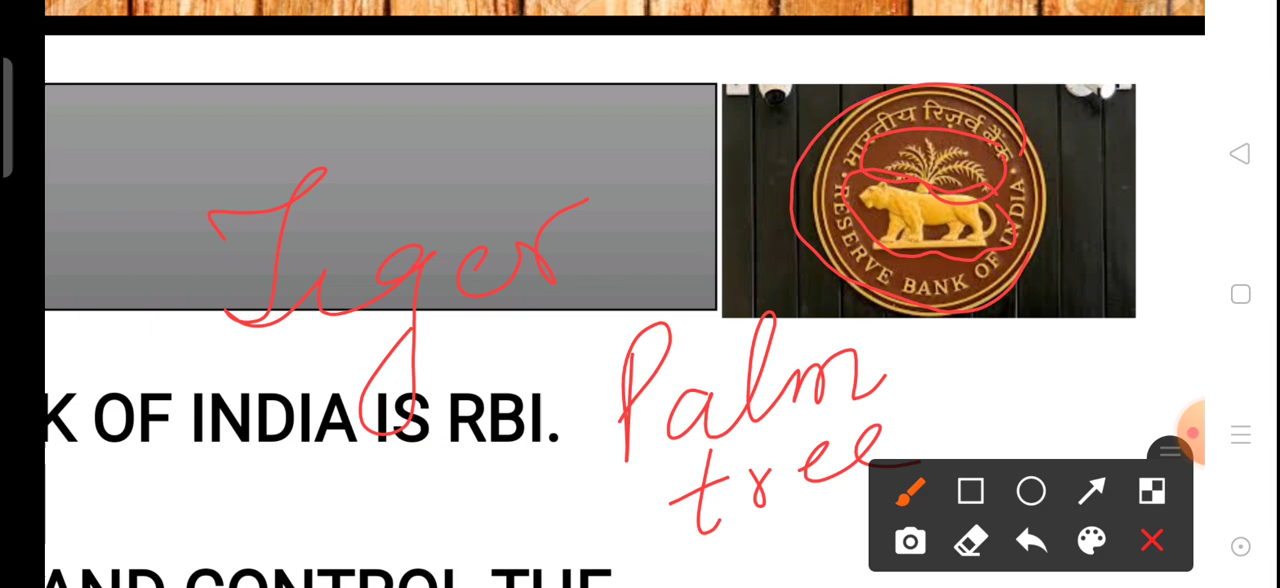 भारतीय रिज़र्व बैंक
RESERVE BANK OF INDIA
Tiger
K OF INDIA IS RBI.
Palm
tree
AND CONTROL THE